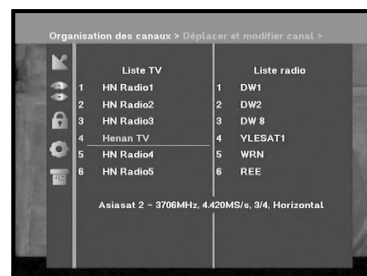 Organisation des canaux > Déplacer et modifier canal >
Liste TV
1 HN Radio1
2 HN Radio2
3 HN Radio3
4 Henan TV
5 HN Radio4
6 HN Radio5
Liste radio
1 DW1
2 DW2
3 DW 8
4 YLESAT1
5 WRN
6 REE
Asiasat 2 – 3706MHz, 4.420MS/s, 3/4, Horizontal